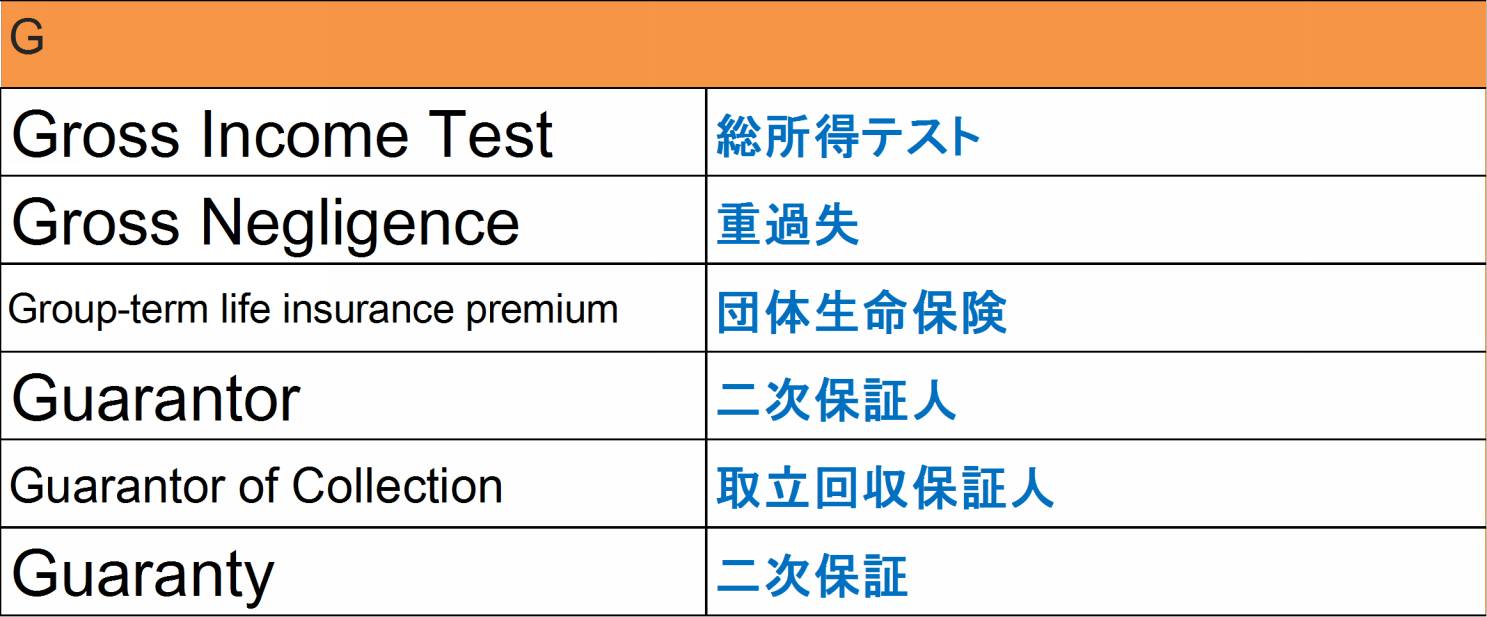 G
Gross Income Test 総所得テスト
Gross Negligence 重過失
Group-term life insurance premium 団体生命保険
Guarantor 二次保証人
Guarantor of Collection 取立回収保証人
Guaranty 二次保証